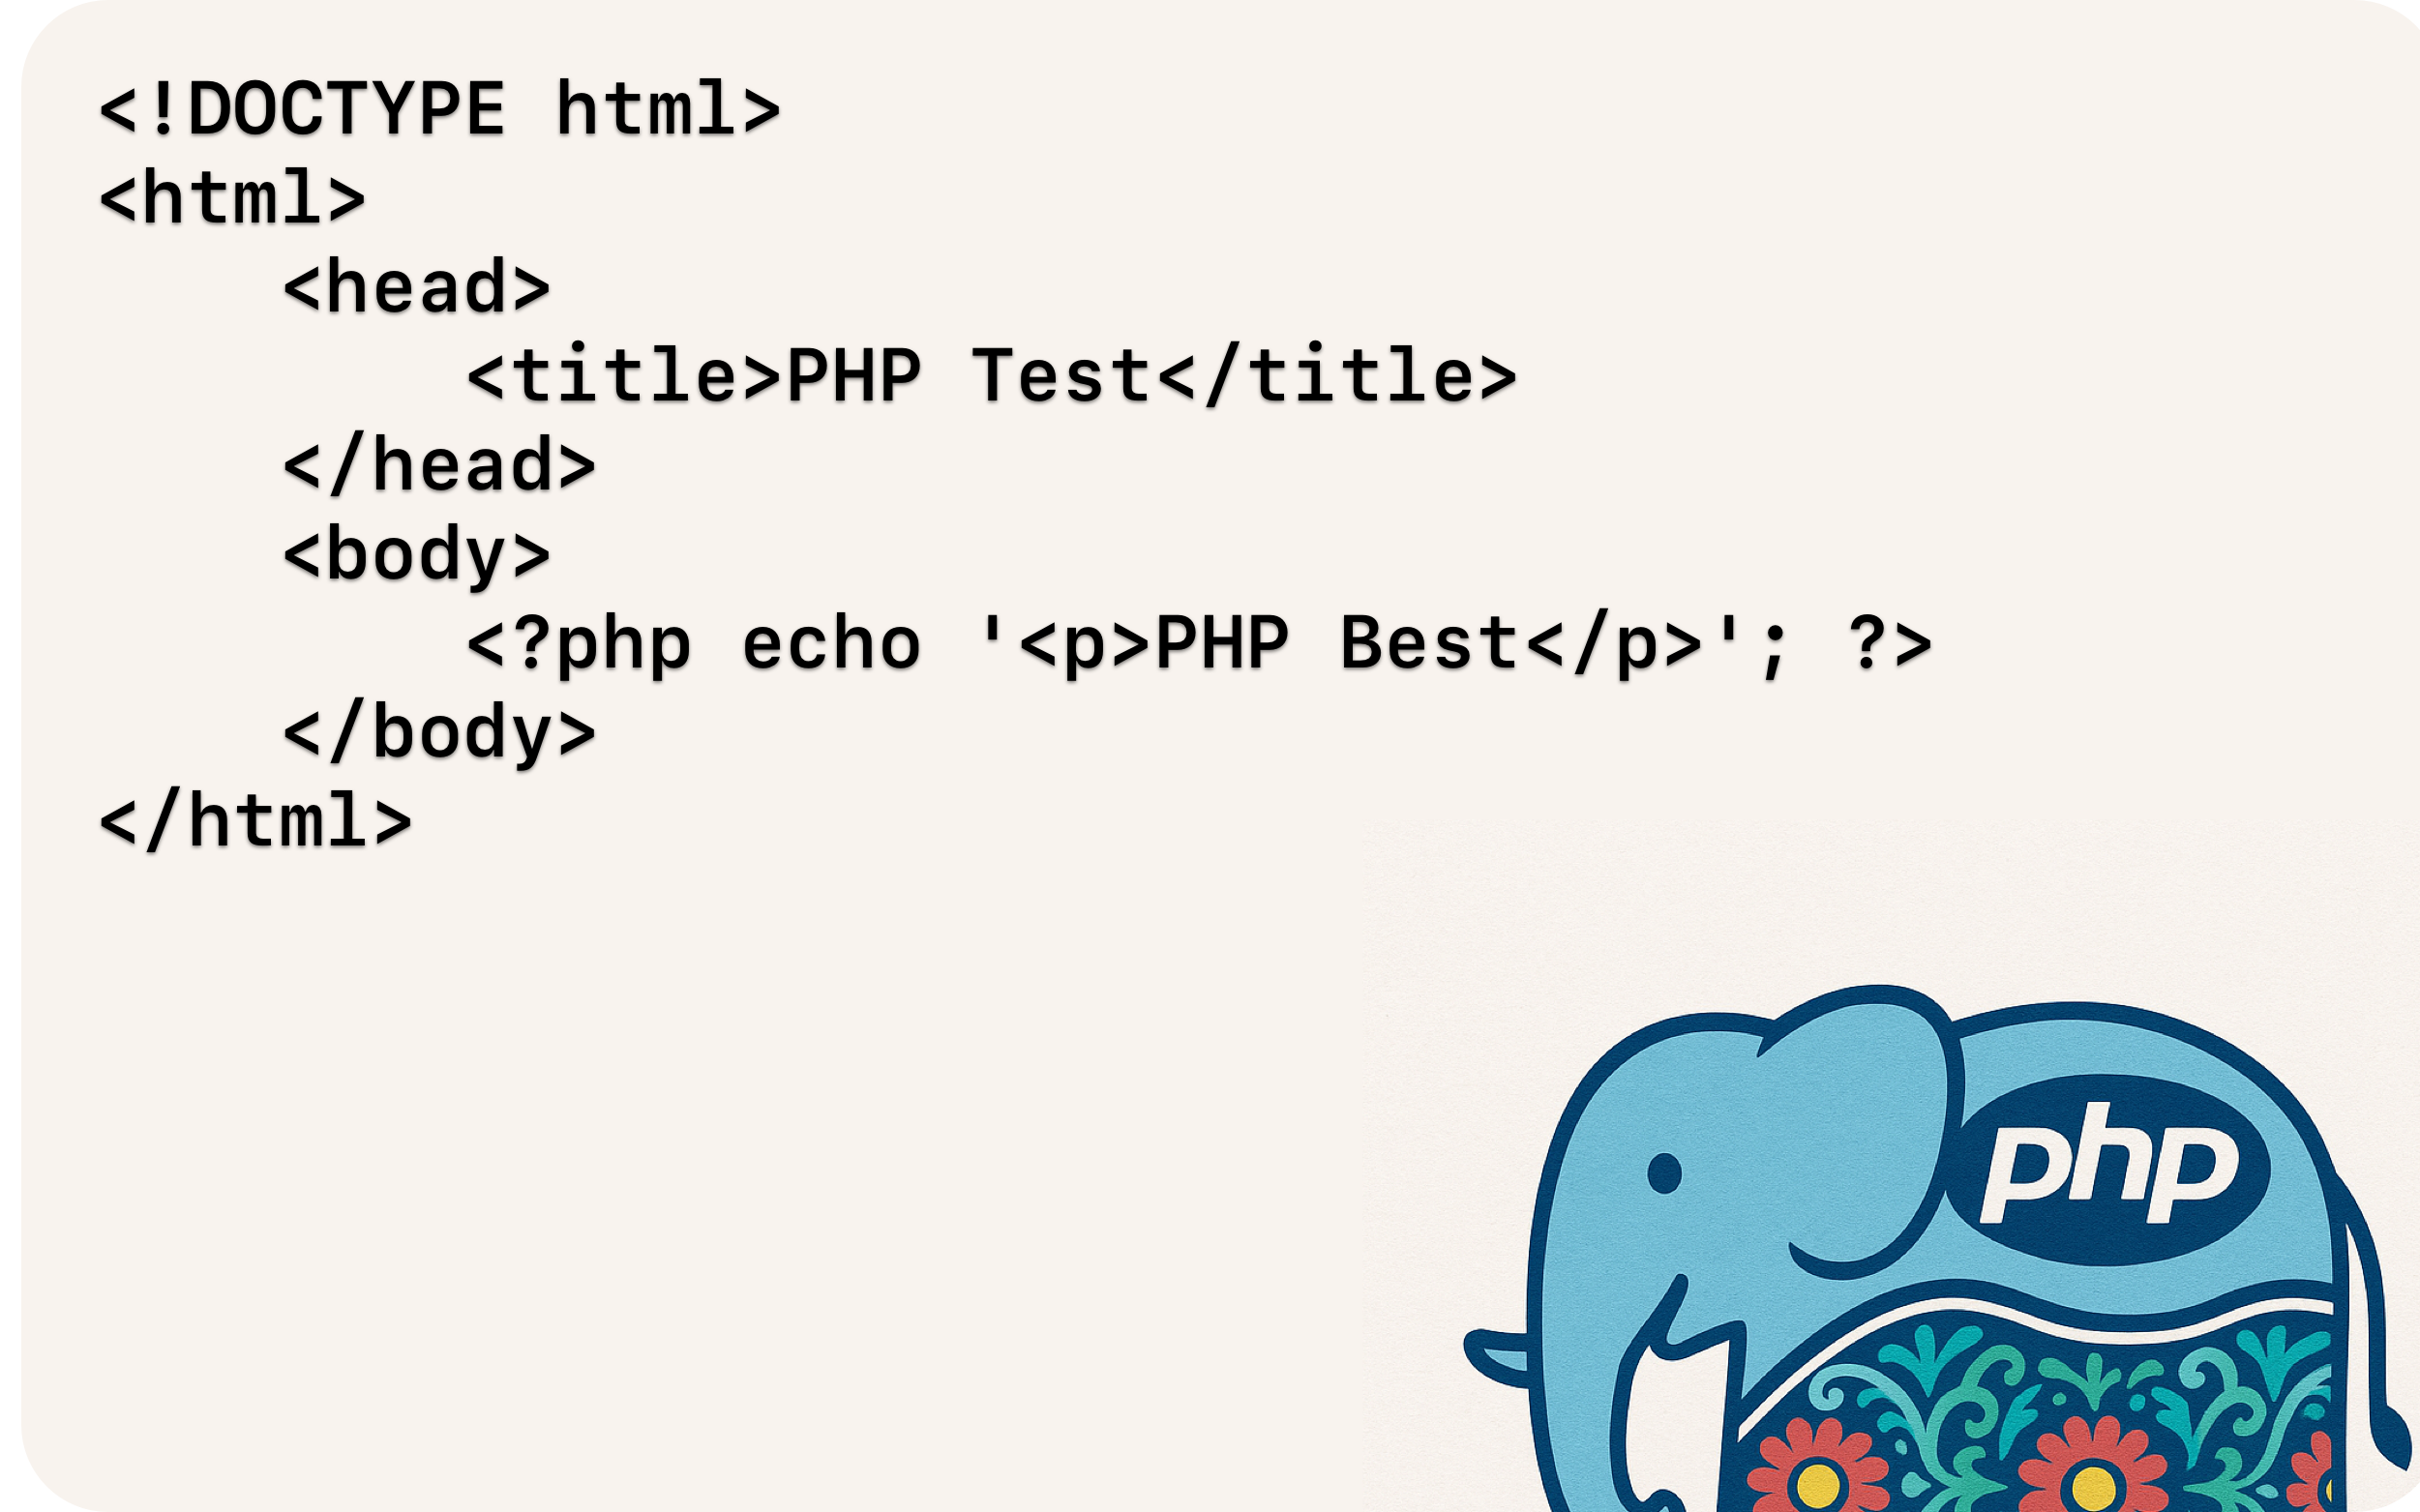 <!DOCTYPE html>
<html>
    <head>
        <title>PHP Test</title>
    </head>
    <body>
        <?php echo '<p>PHP Best</p>'; ?>
    </body>
</html>
php